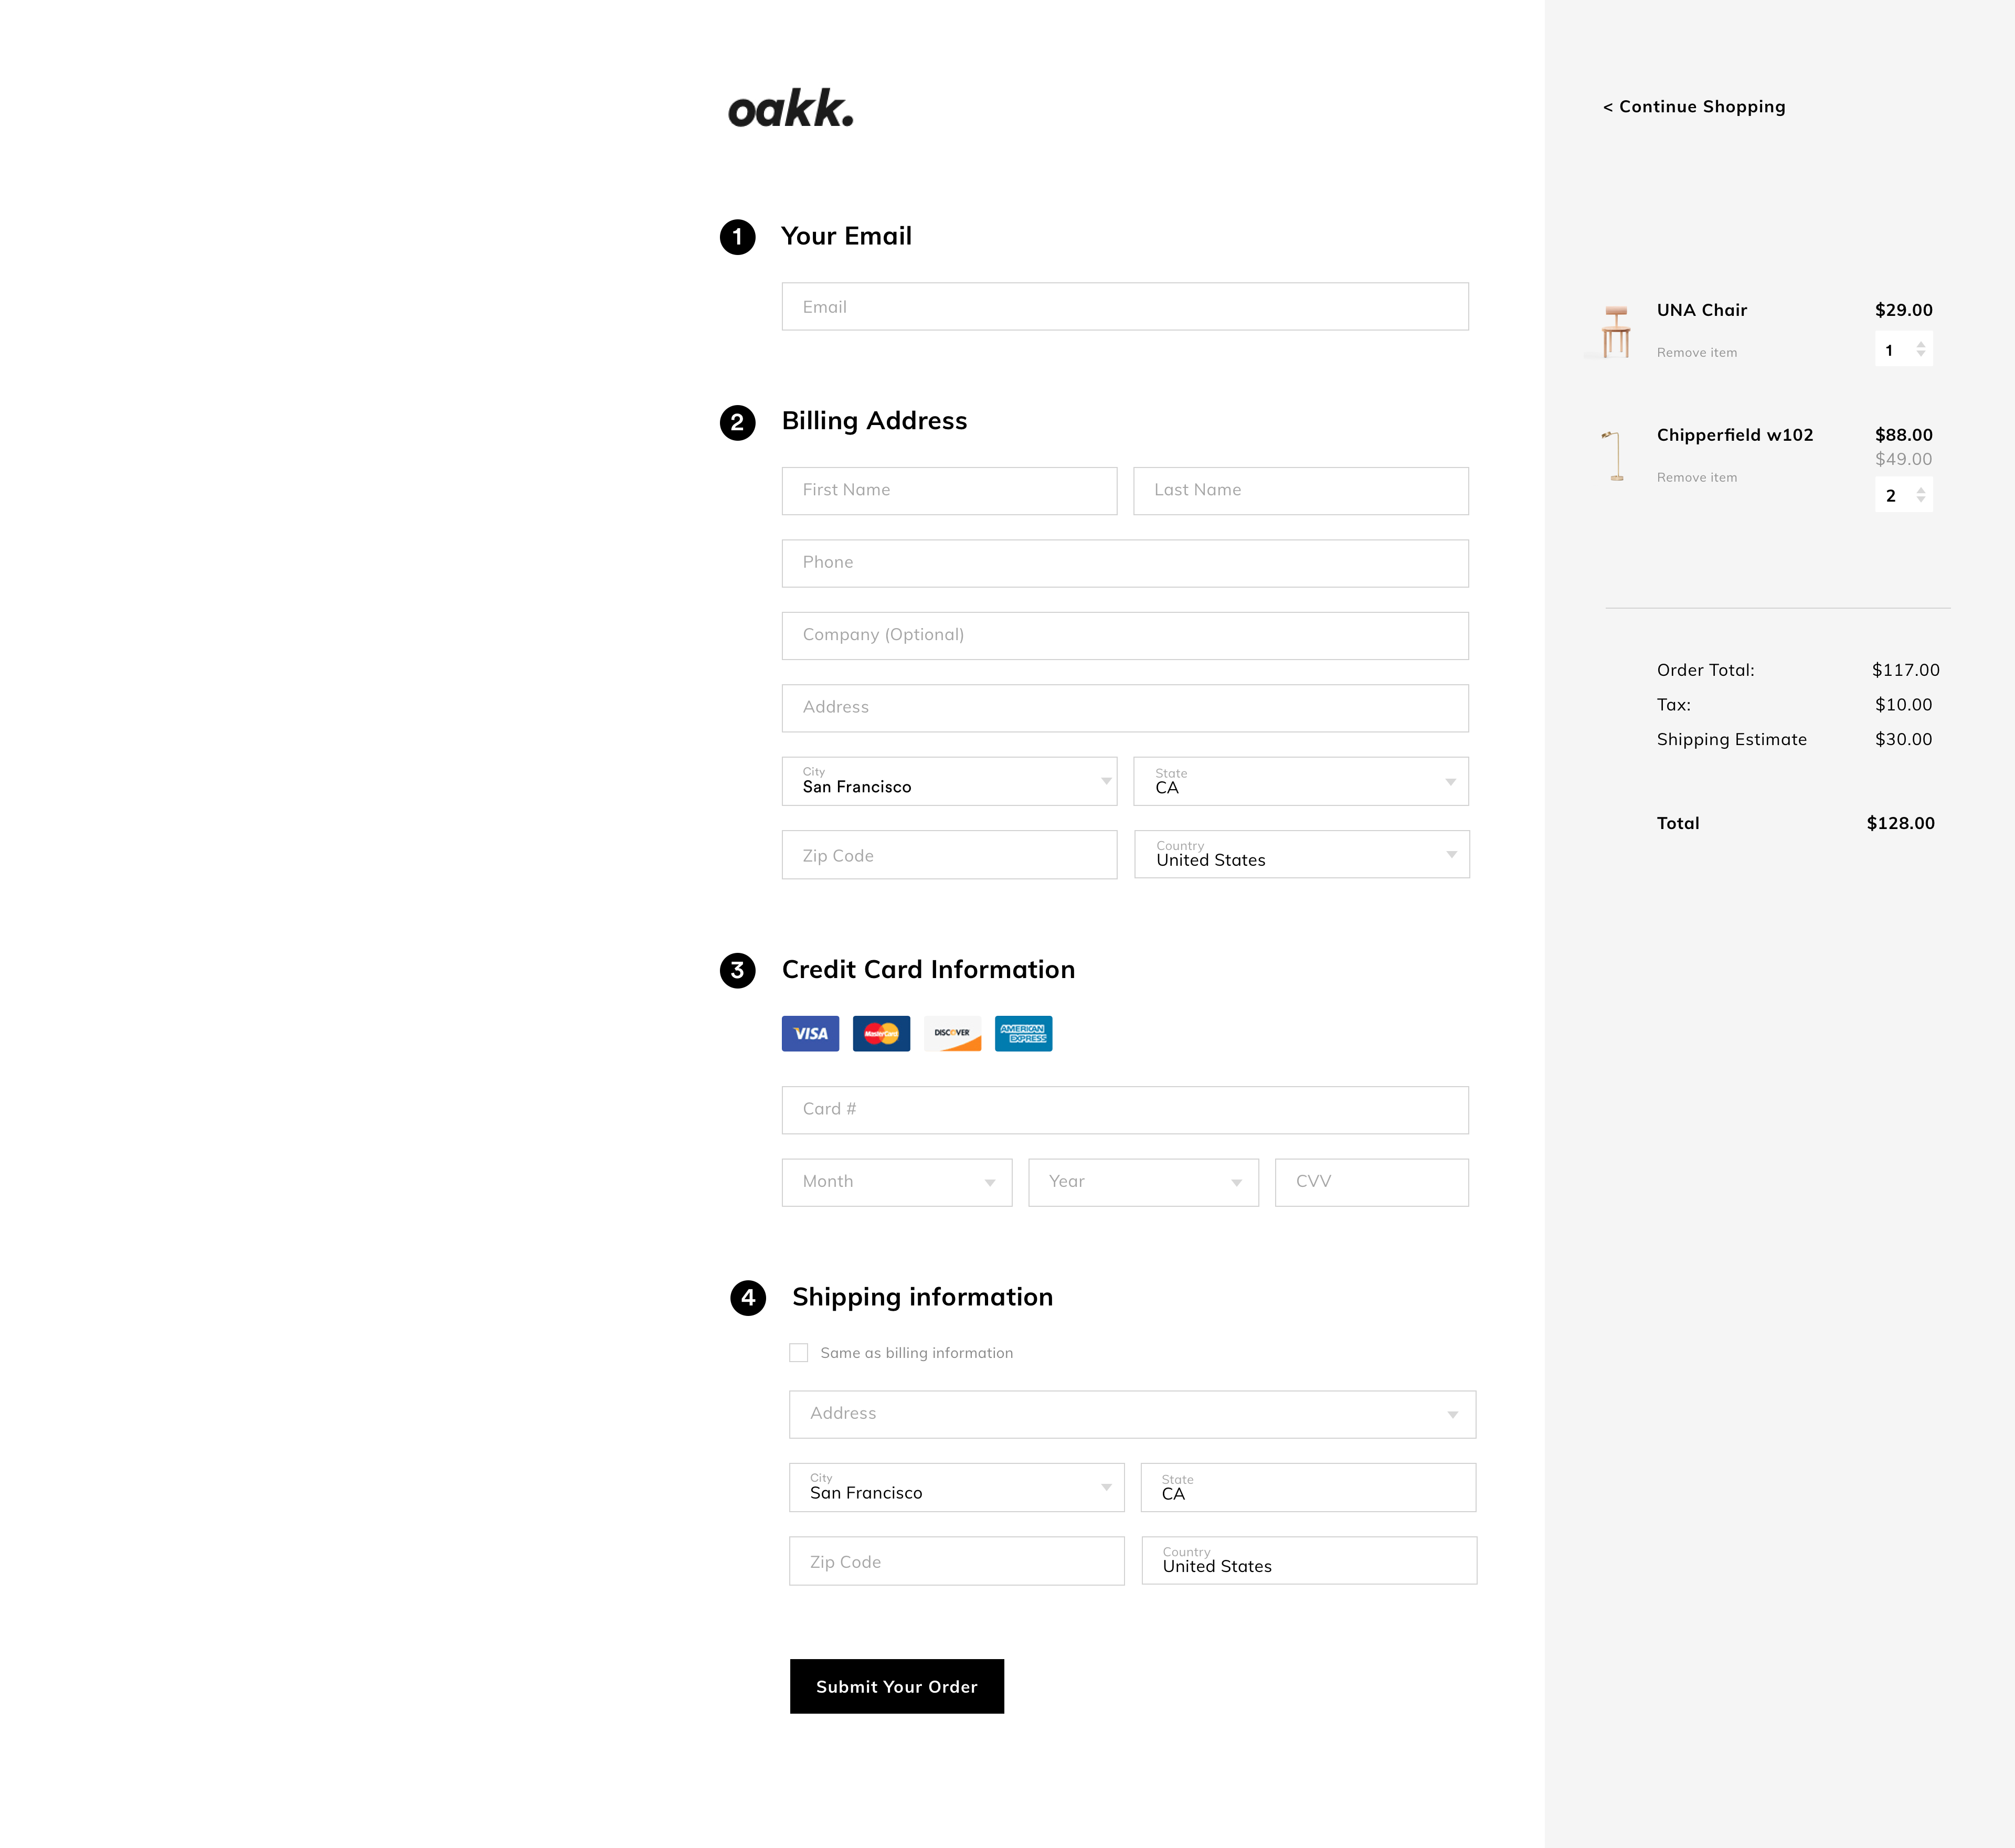 oakk.
< Continue Shopping
1 Your Email
Email
2 Billing Address
First Name Last Name
Phone
Company (Optional)
Address
City State
San Francisco CA
Zip Code
Country
United States
3 Credit Card Information
VISA MasterCard DISCOVER AMERICAN EXPRESS
Card #
Month Year CVV
4 Shipping information
Same as billing information
Address
City State
San Francisco CA
Zip Code
Country
United States
Submit Your Order
UNA Chair $29.00
Remove item 1
Chipperfield w102 $88.00
$49.00
Remove item
2
Order Total: $117.00
Tax: $10.00
Shipping Estimate $30.00
Total $128.00